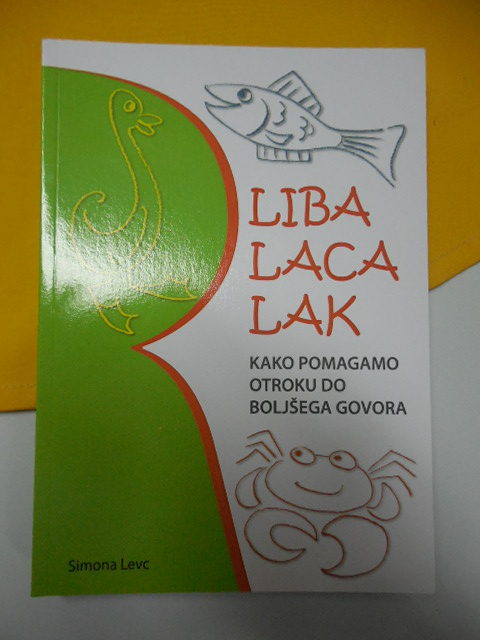 LIBA
LACA
LAK
KAKO POMAGAMO
OTROKU DO
BOLJŠEGA GOVORA
Simona Levc